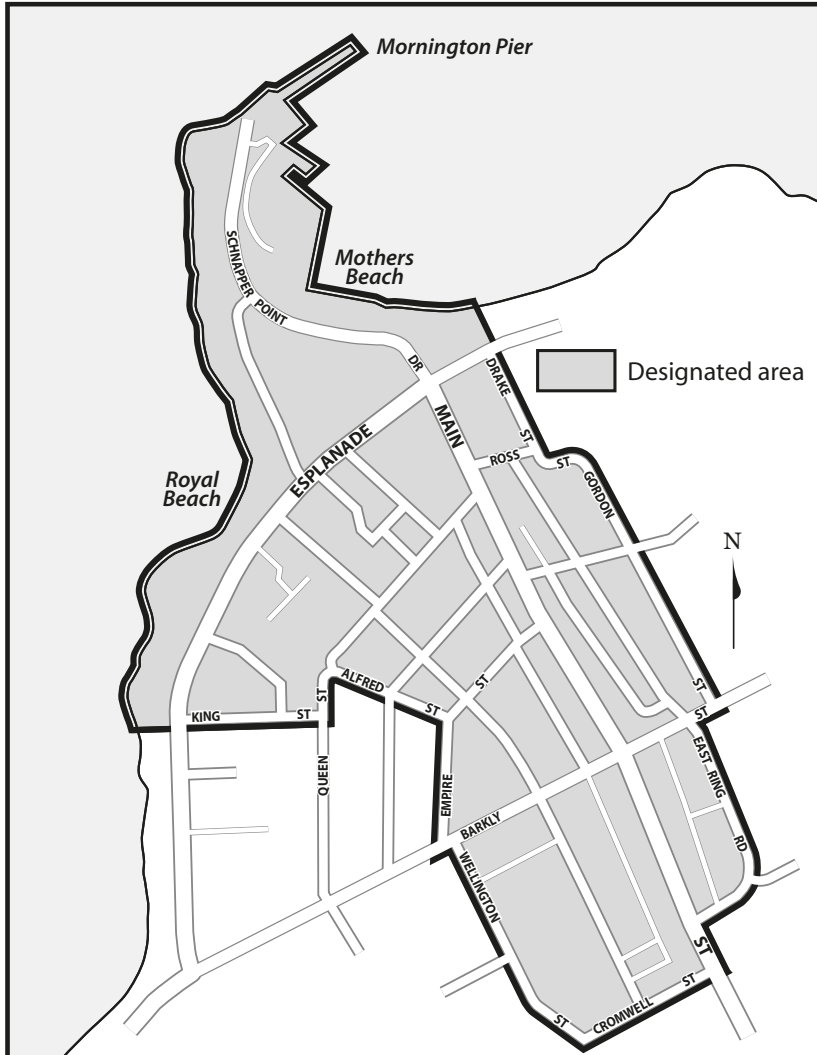 Mornington Pier
Mothers
Beach
SCHNAPPER
POINT
DR
DRAKE
ST
Designated area
ESPLANADE
MAIN
ROSS
ST
GORDON
Royal
Beach
N
ALFRED
ST
ST
ST
KING
ST
ST
ST
QUEEN
EMPIRE
EAST RING
RD
BARKLY
WELLINGTON
ST
ST
CROMWELL
ST